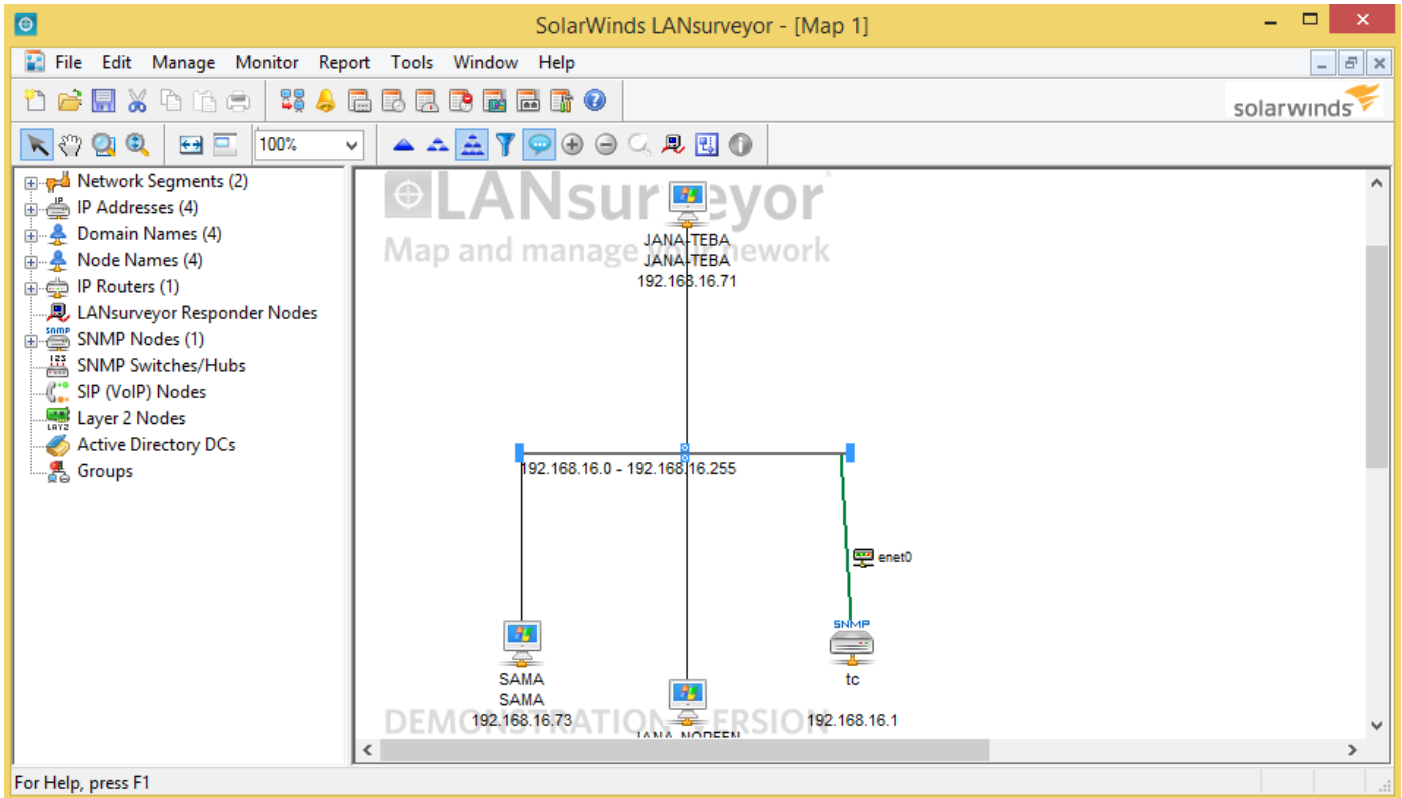 SolarWinds LANsurveyor - [Map 1]
File Edit Manage Monitor Report Tools Window Help
solarwinds
100%
Network Segments (2)
IP Addresses (4)
Domain Names (4)
Node Names (4)
IP Routers (1)
LANsurveyor Responder Nodes
SNMP Nodes (1)
SNMP Switches/Hubs
SIP (VoIP) Nodes
Layer 2 Nodes
Active Directory DCs
Groups
LANsurveyor
Map and manage your nework
JANA-TEBA
JANA-TEBA
192.168.16.71
192.168.16.0 - 192.168.16.255
enet0
SNMP
SAMA
SAMA
192.168.16.73
JANA-NOREEN
tc
192.168.16.1
DEMONSTRATION VERSION
For Help, press F1